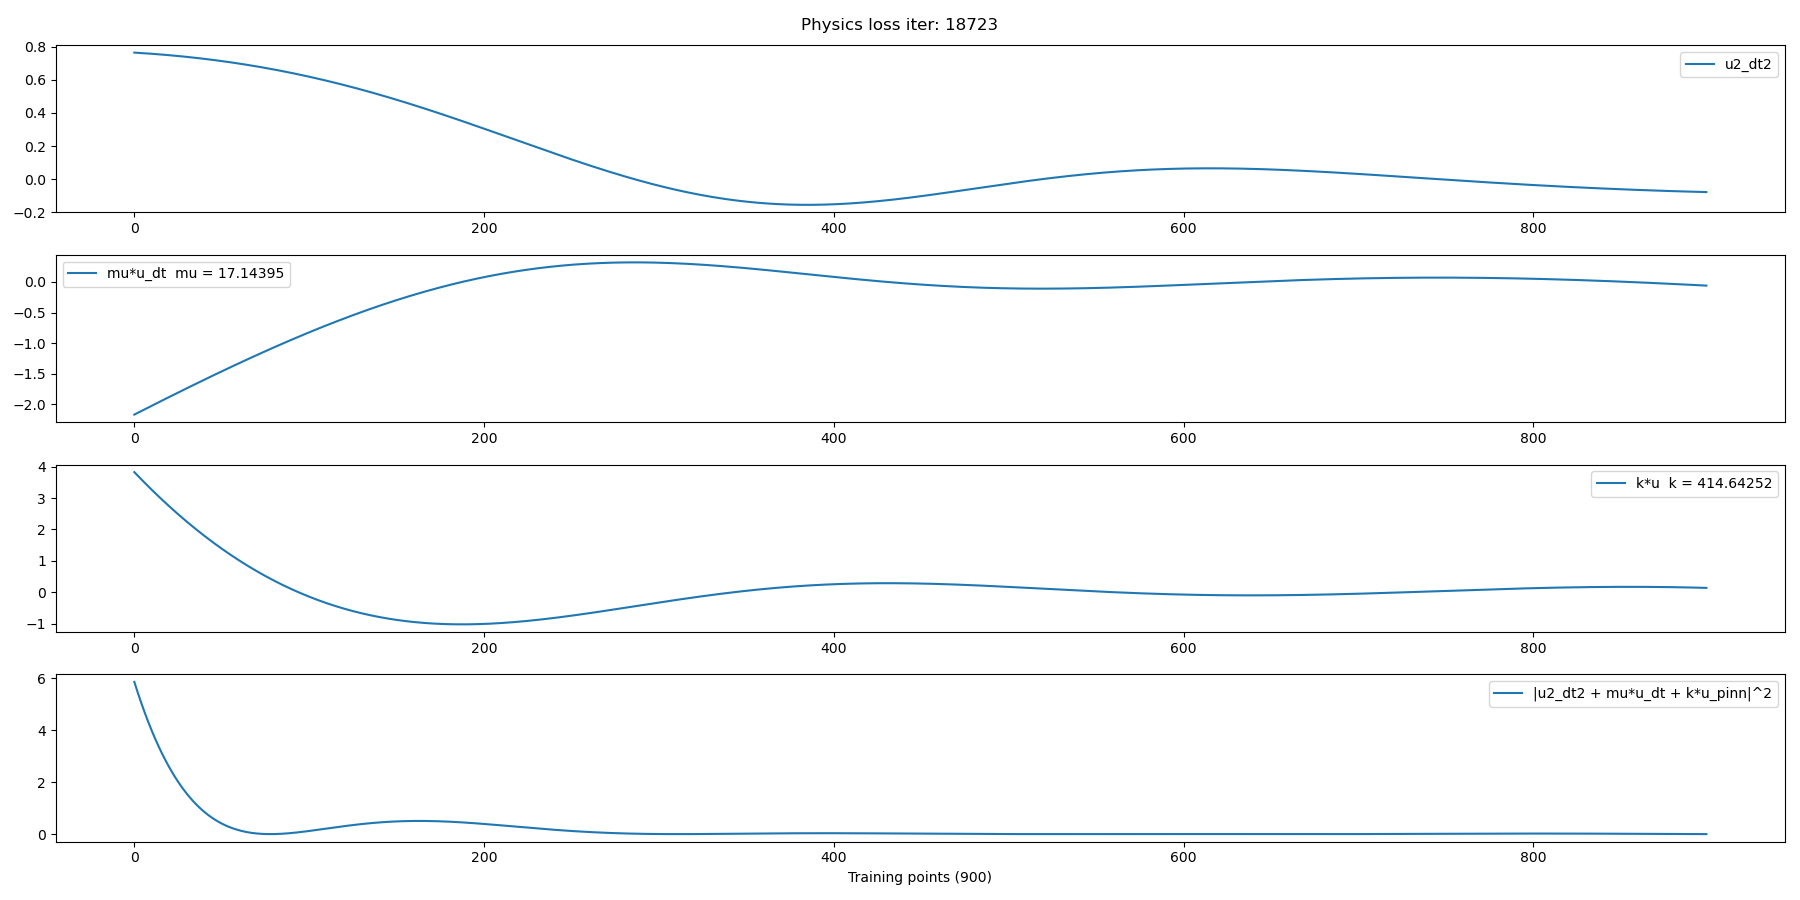 Physics loss iter: 18723
0.8
0.6
0.4
0.2
0.0
−0.2
u2_dt2
0 200 400 600 800
0.0
−0.5
−1.0
−1.5
−2.0
mu*u_dt  mu = 17.14395
0 200 400 600 800
4
3
2
1
0
−1
k*u  k = 414.64252
0 200 400 600 800
6
4
2
0
|u2_dt2 + mu*u_dt + k*u_pinn|^2
0 200 400 600 800
Training points (900)